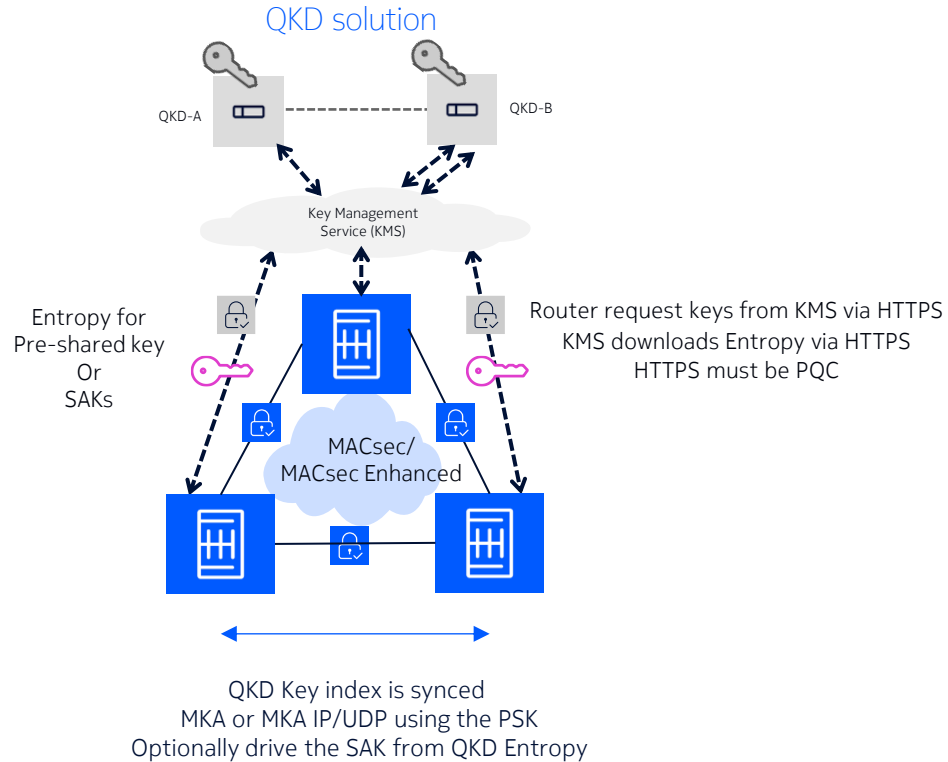 QKD solution
QKD-A
QKD-B
Key Management
Service (KMS)
Entropy for
Pre-shared key
Or
SAKs
Router request keys from KMS via HTTPS
KMS downloads Entropy via HTTPS
HTTPS must be PQC
MACsec/
MACsec Enhanced
QKD Key index is synced
MKA or MKA IP/UDP using the PSK
Optionally drive the SAK from QKD Entropy